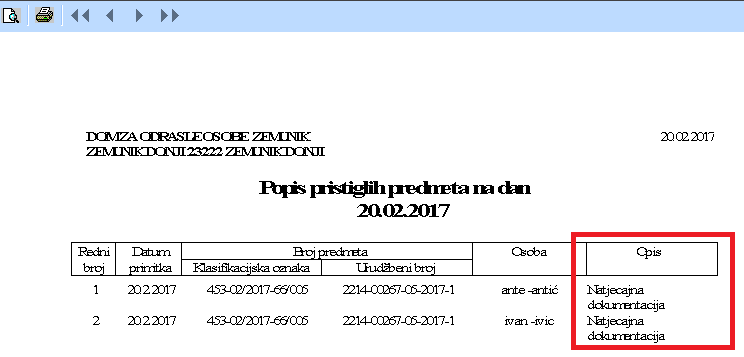 DOM ZA ODRASLE OSOBE ZEMUNIK
20.02.2017
ZEMUNIK DONJI 23222 ZEMUNIK DONJI
Popis pristiglih predmeta na dan
20.02.2017
Redni broj Datum primitka Broj predmeta Osoba Opis
Klasifikacijska oznaka Urudžbeni broj
1 20.2.2017 453-02/2017-66/005 2214-00267-05-2017-1 ante -antić Natjecajna
dokumentacija
2 20.2.2017 453-02/2017-66/005 2214-00267-05-2017-1 ivan -ivic Natjecajna
dokumentacija